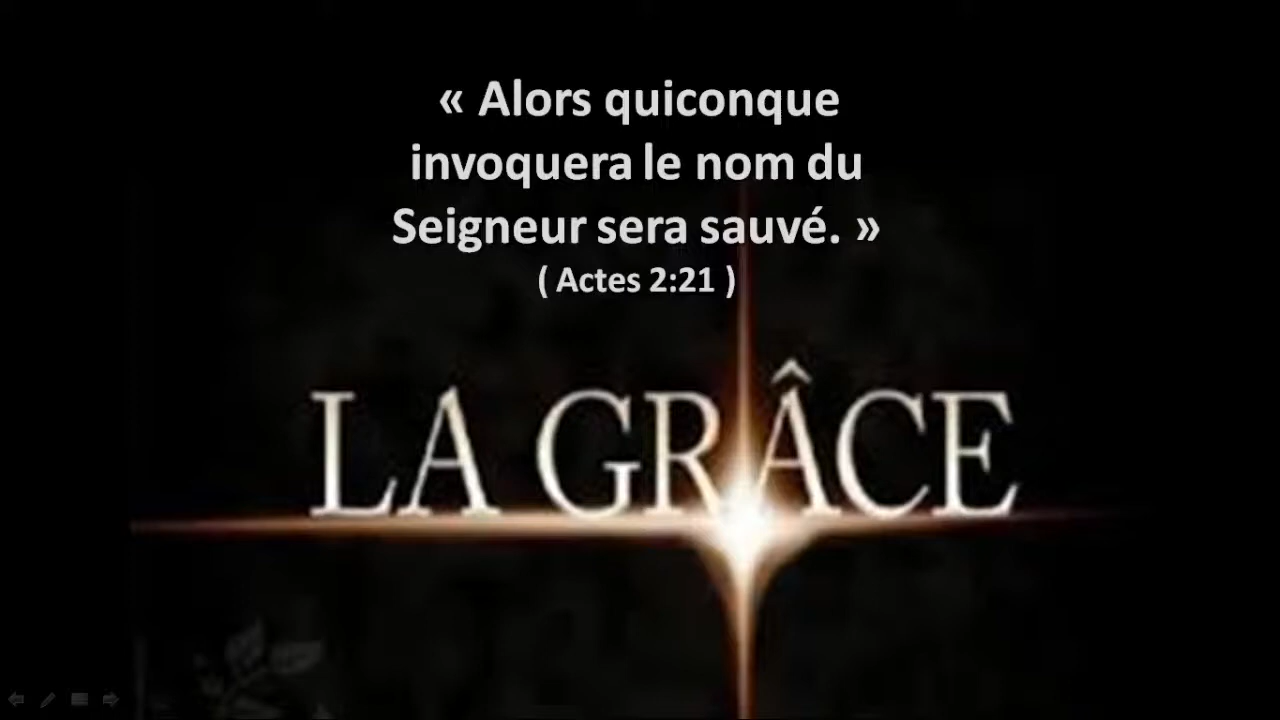 « Alors quiconque
invoquera le nom du
Seigneur sera sauvé. »
( Actes 2:21 )
LA GRÂCE